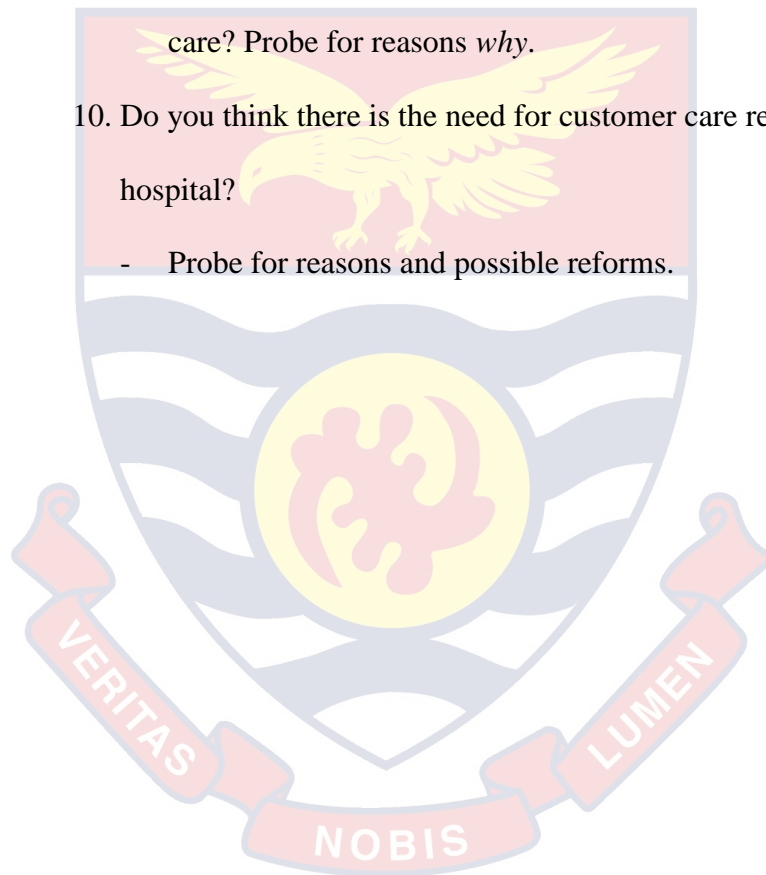 care? Probe for reasons why.
10. Do you think there is the need for customer care re
hospital?
- Probe for reasons and possible reforms.
VERITAS
NOBIS
LUMEN